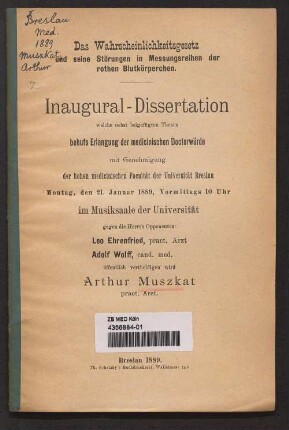 Breslau
Med.
1889
Muszkat
Arthur
Das Wahrscheinlichkeitsgesetz
und seine Störungen in Messungsreihen der
rothen Blutkörperchen.
Inaugural-Dissertation
welche nebst beigefügten Thesen
behufs Erlangung der medicinischen Doctorwürde
mit Genehmigung
der hohen medicinischen Facultät der Universität Breslau
Montag, den 21. Januar 1889, Vormittags 10 Uhr
im Musiksaale der Universität
gegen die Herren Opponenten:
Leo Ehrenfried, pract. Arzt
Adolf Wolff, cand. med.
öffentlich vertheidigen wird
Arthur Muszkat
pract. Arzt.
ZB MED Köln
4356884-01
Breslau 1889.